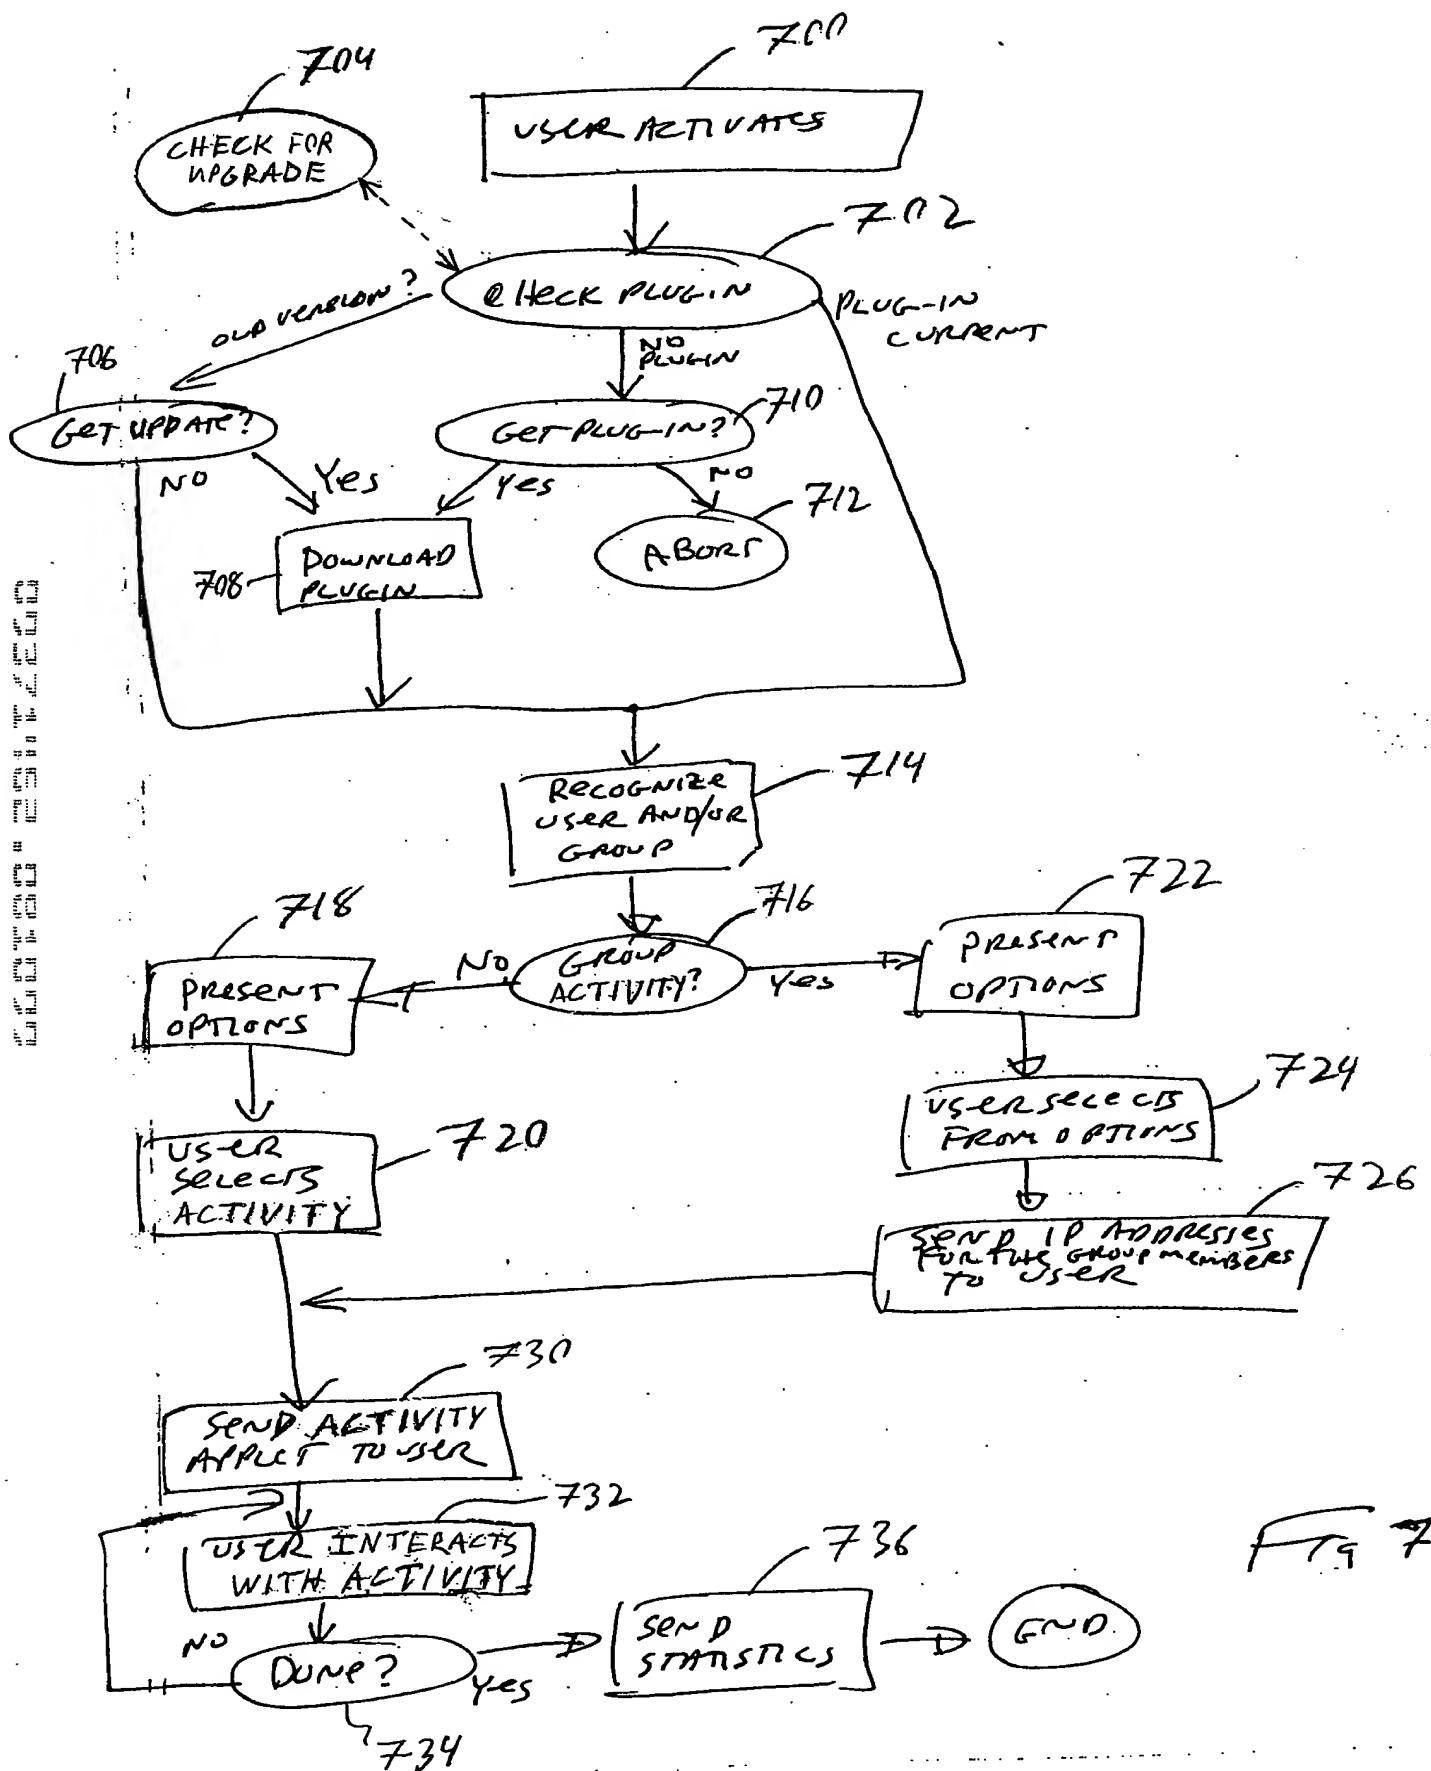 700
704
USER ACTIVATES
CHECK FOR
UPGRADE
702
CHECK PLUGIN
OLD VERSION?
PLUG-IN
CURRENT
NO
PLUGIN
706
GET UPDATE?
710
GET PLUG-IN?
NO
Yes
Yes
NO
712
ABORT
DOWNLOAD
PLUGIN
708
714
RECOGNIZE
USER AND/OR
GROUP
716
718
722
GROUP
ACTIVITY?
NO
Yes
PRESENT
OPTIONS
PRESENT
OPTIONS
724
USER SELECTS
FROM OPTIONS
720
USER
SELECTS
ACTIVITY
726
SEND IP ADDRESSES
FOR THE GROUP MEMBERS
TO USER
730
SEND ACTIVITY
APPLET TO USER
732
USER INTERACTS
WITH ACTIVITY
736
Fig 7
NO
DONE?
Yes
SEND
STATISTICS
END
734